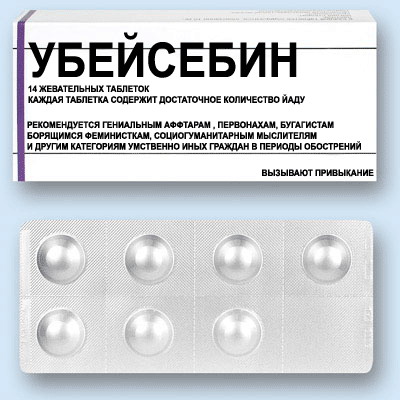 УБЕЙСЕБИН
14 ЖЕВАТЕЛЬНЫХ ТАБЛЕТОК
КАЖДАЯ ТАБЛЕТКА СОДЕРЖИТ ДОСТАТОЧНОЕ КОЛИЧЕСТВО ЙАДУ
РЕКОМЕНДУЕТСЯ ГЕНИАЛЬНЫМ АФФТАРАМ , ПЕРВОНАХАМ, БУГАГИСТАМ
БОРЯЩИМСЯ ФЕМИНИСТКАМ, СОЦИОГУМАНИТАРНЫМ МЫСЛИТЕЛЯМ
И ДРУГИМ КАТЕГОРИЯМ УМСТВЕННО ИНЫХ ГРАЖДАН В ПЕРИОДЫ ОБОСТРЕНИЙ
ВЫЗЫВАЮТ ПРИВЫКАНИЕ